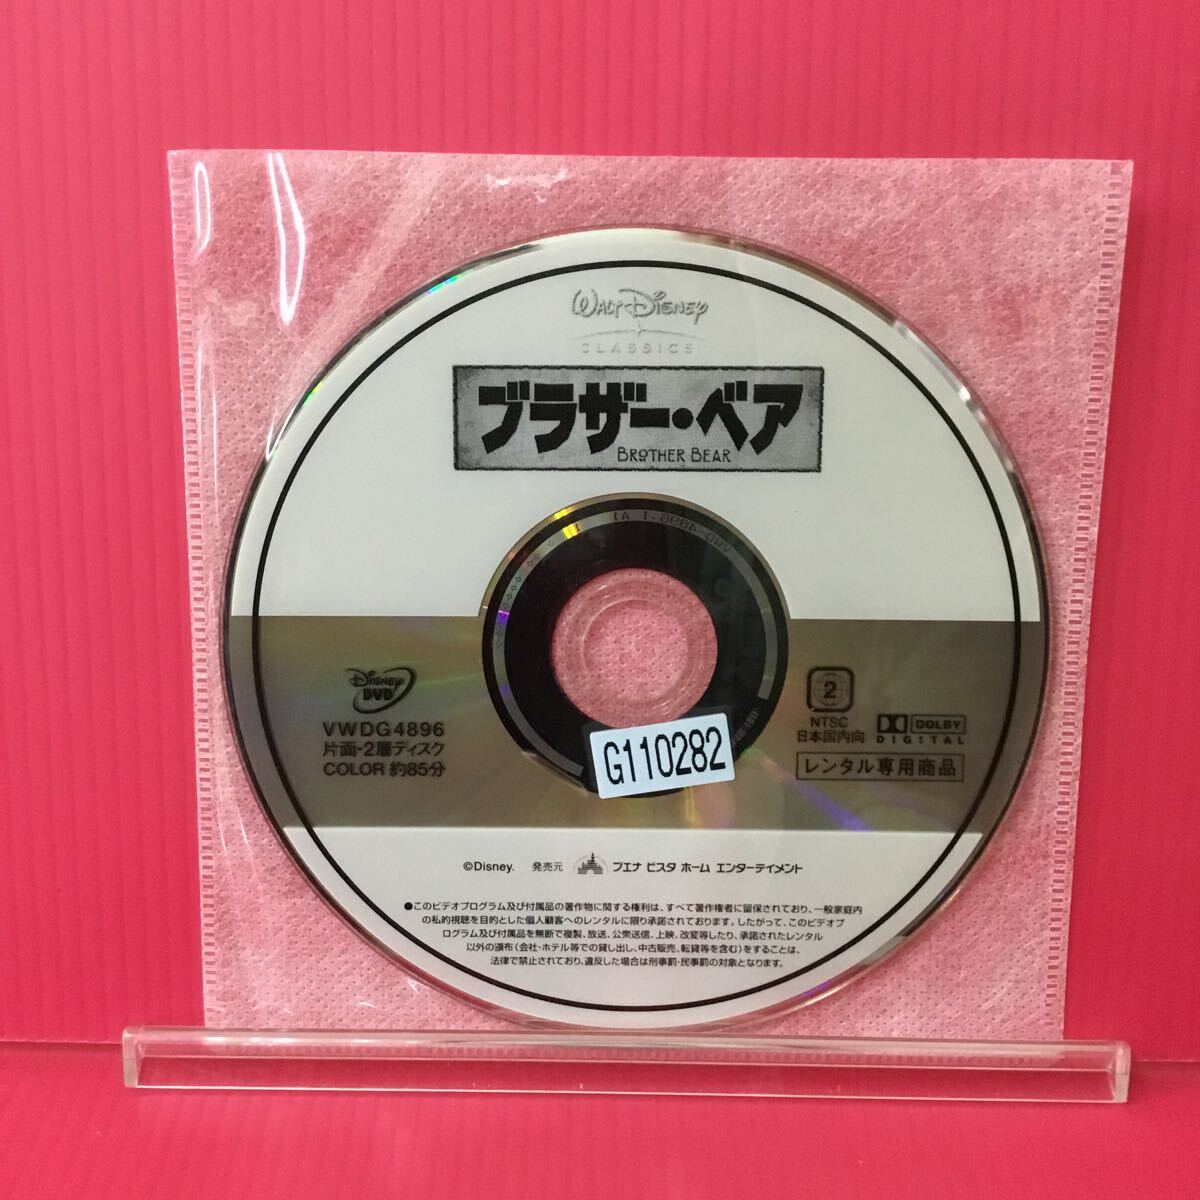 WALT DISNEY
CLASSICS
ブラザー・ベア
BROTHER BEAR
VWD-4896-1 A1
DISNEY
DVD
VWDG4896
片面・2層ディスク
COLOR 約85分
2
NTSC
日本国内向
DOLBY
DIGITAL
レンタル専用商品
G110282
©Disney. 発売元 ブエナ ビスタ ホーム エンターテイメント
●このビデオプログラム及び付属品の著作物に関する権利は、すべて著作権者に留保されており、一般家庭内
の私的視聴を目的とした個人顧客へのレンタルに限り承諾されております。したがって、このビデオプ
ログラム及び付属品を無断で複製、放送、公衆送信、上映、改変等したり、承諾されたレンタル
以外の頒布(会社・ホテル等での貸し出し、中古販売、転貸等を含む)をすることは、
法律で禁止されており、違反した場合は刑事罰・民事罰の対象となります。